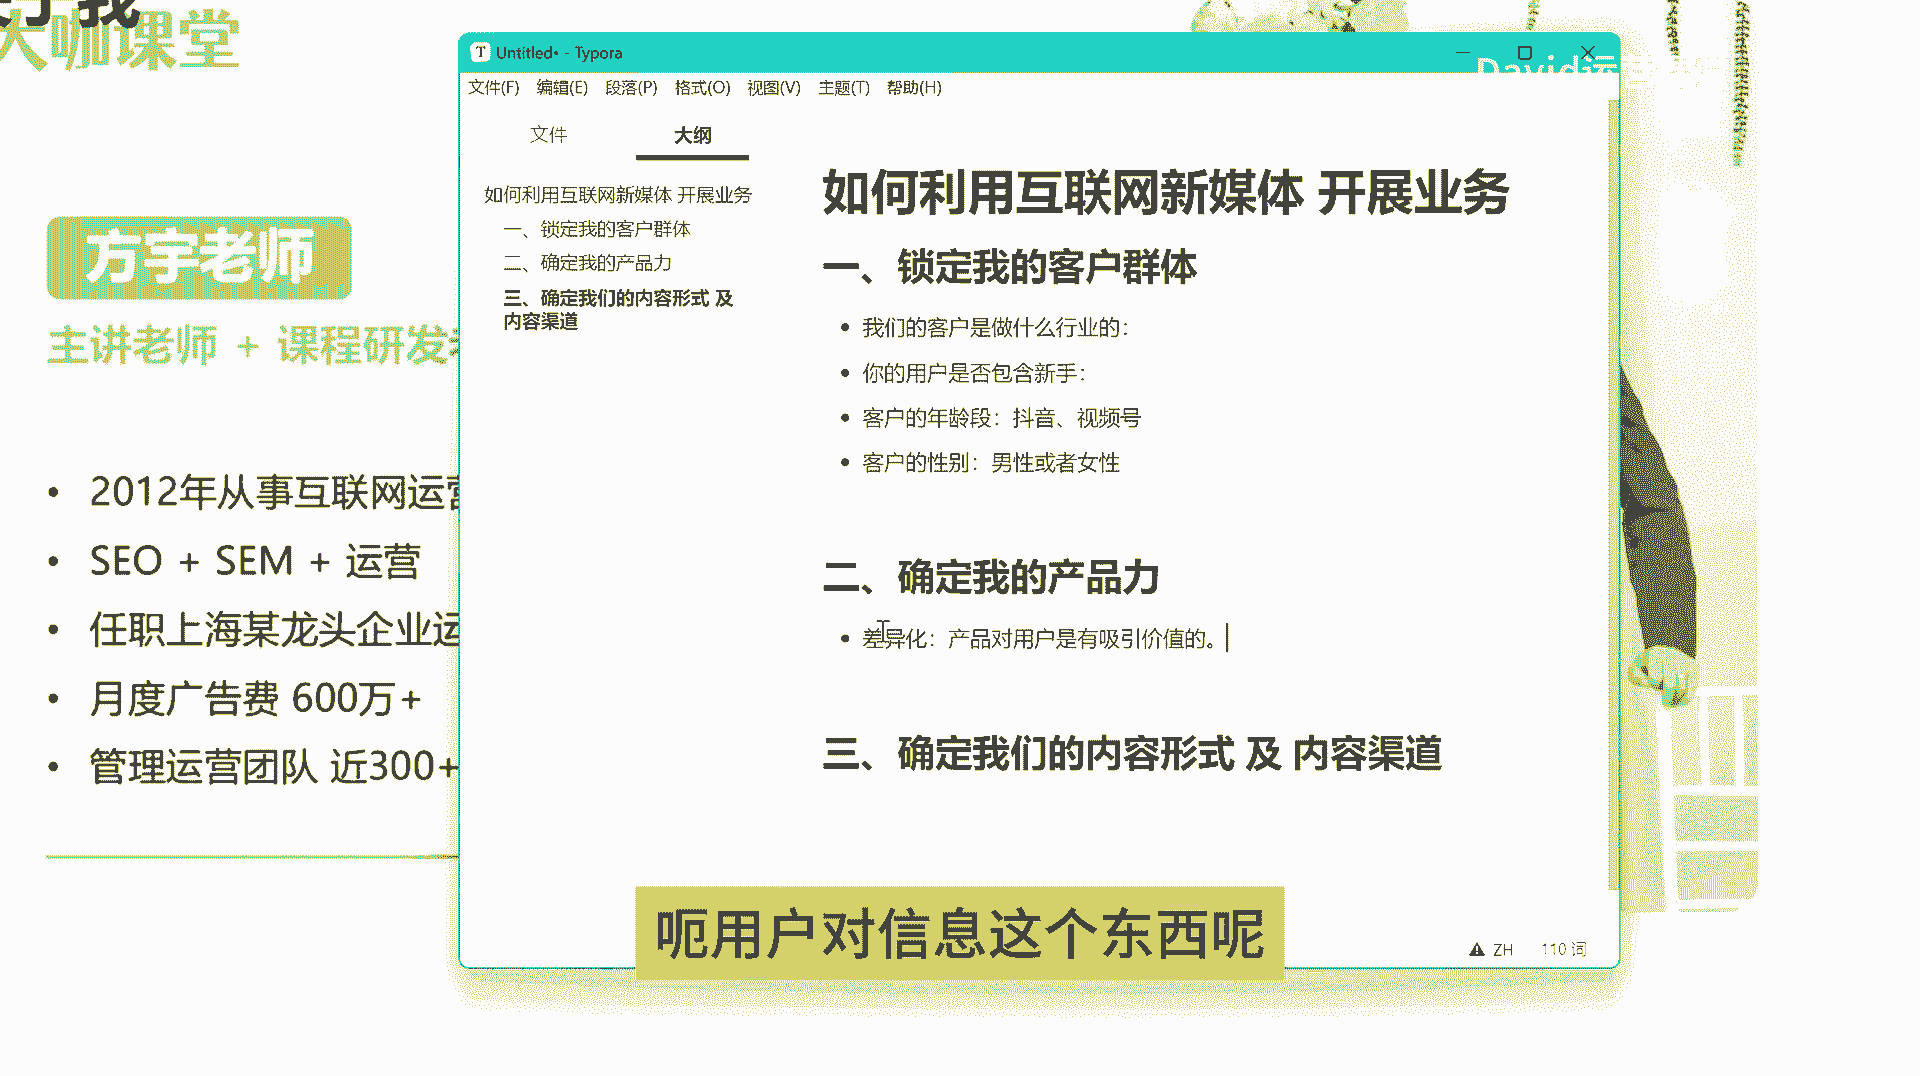 大咖课堂
方宇老师
主讲老师 + 课程研发
• 2012年从事互联网运营
• SEO + SEM + 运营
• 任职上海某龙头企业运
• 月度广告费 600万+
• 管理运营团队 近300+
Untitled• - Typora
David运营
文件(F) 编辑(E) 段落(P) 格式(O) 视图(V) 主题(T) 帮助(H)
文件 大纲
如何利用互联网新媒体 开展业务
一、锁定我的客户群体
二、确定我的产品力
三、确定我们的内容形式 及
内容渠道
如何利用互联网新媒体 开展业务
一、锁定我的客户群体
• 我们的客户是做什么行业的：
• 你的用户是否包含新手：
• 客户的年龄段：抖音、视频号
• 客户的性别：男性或者女性
二、确定我的产品力
• 差异化：产品对用户是有吸引价值的。
三、确定我们的内容形式 及 内容渠道
呃用户对信息这个东西呢
ZH 110 词